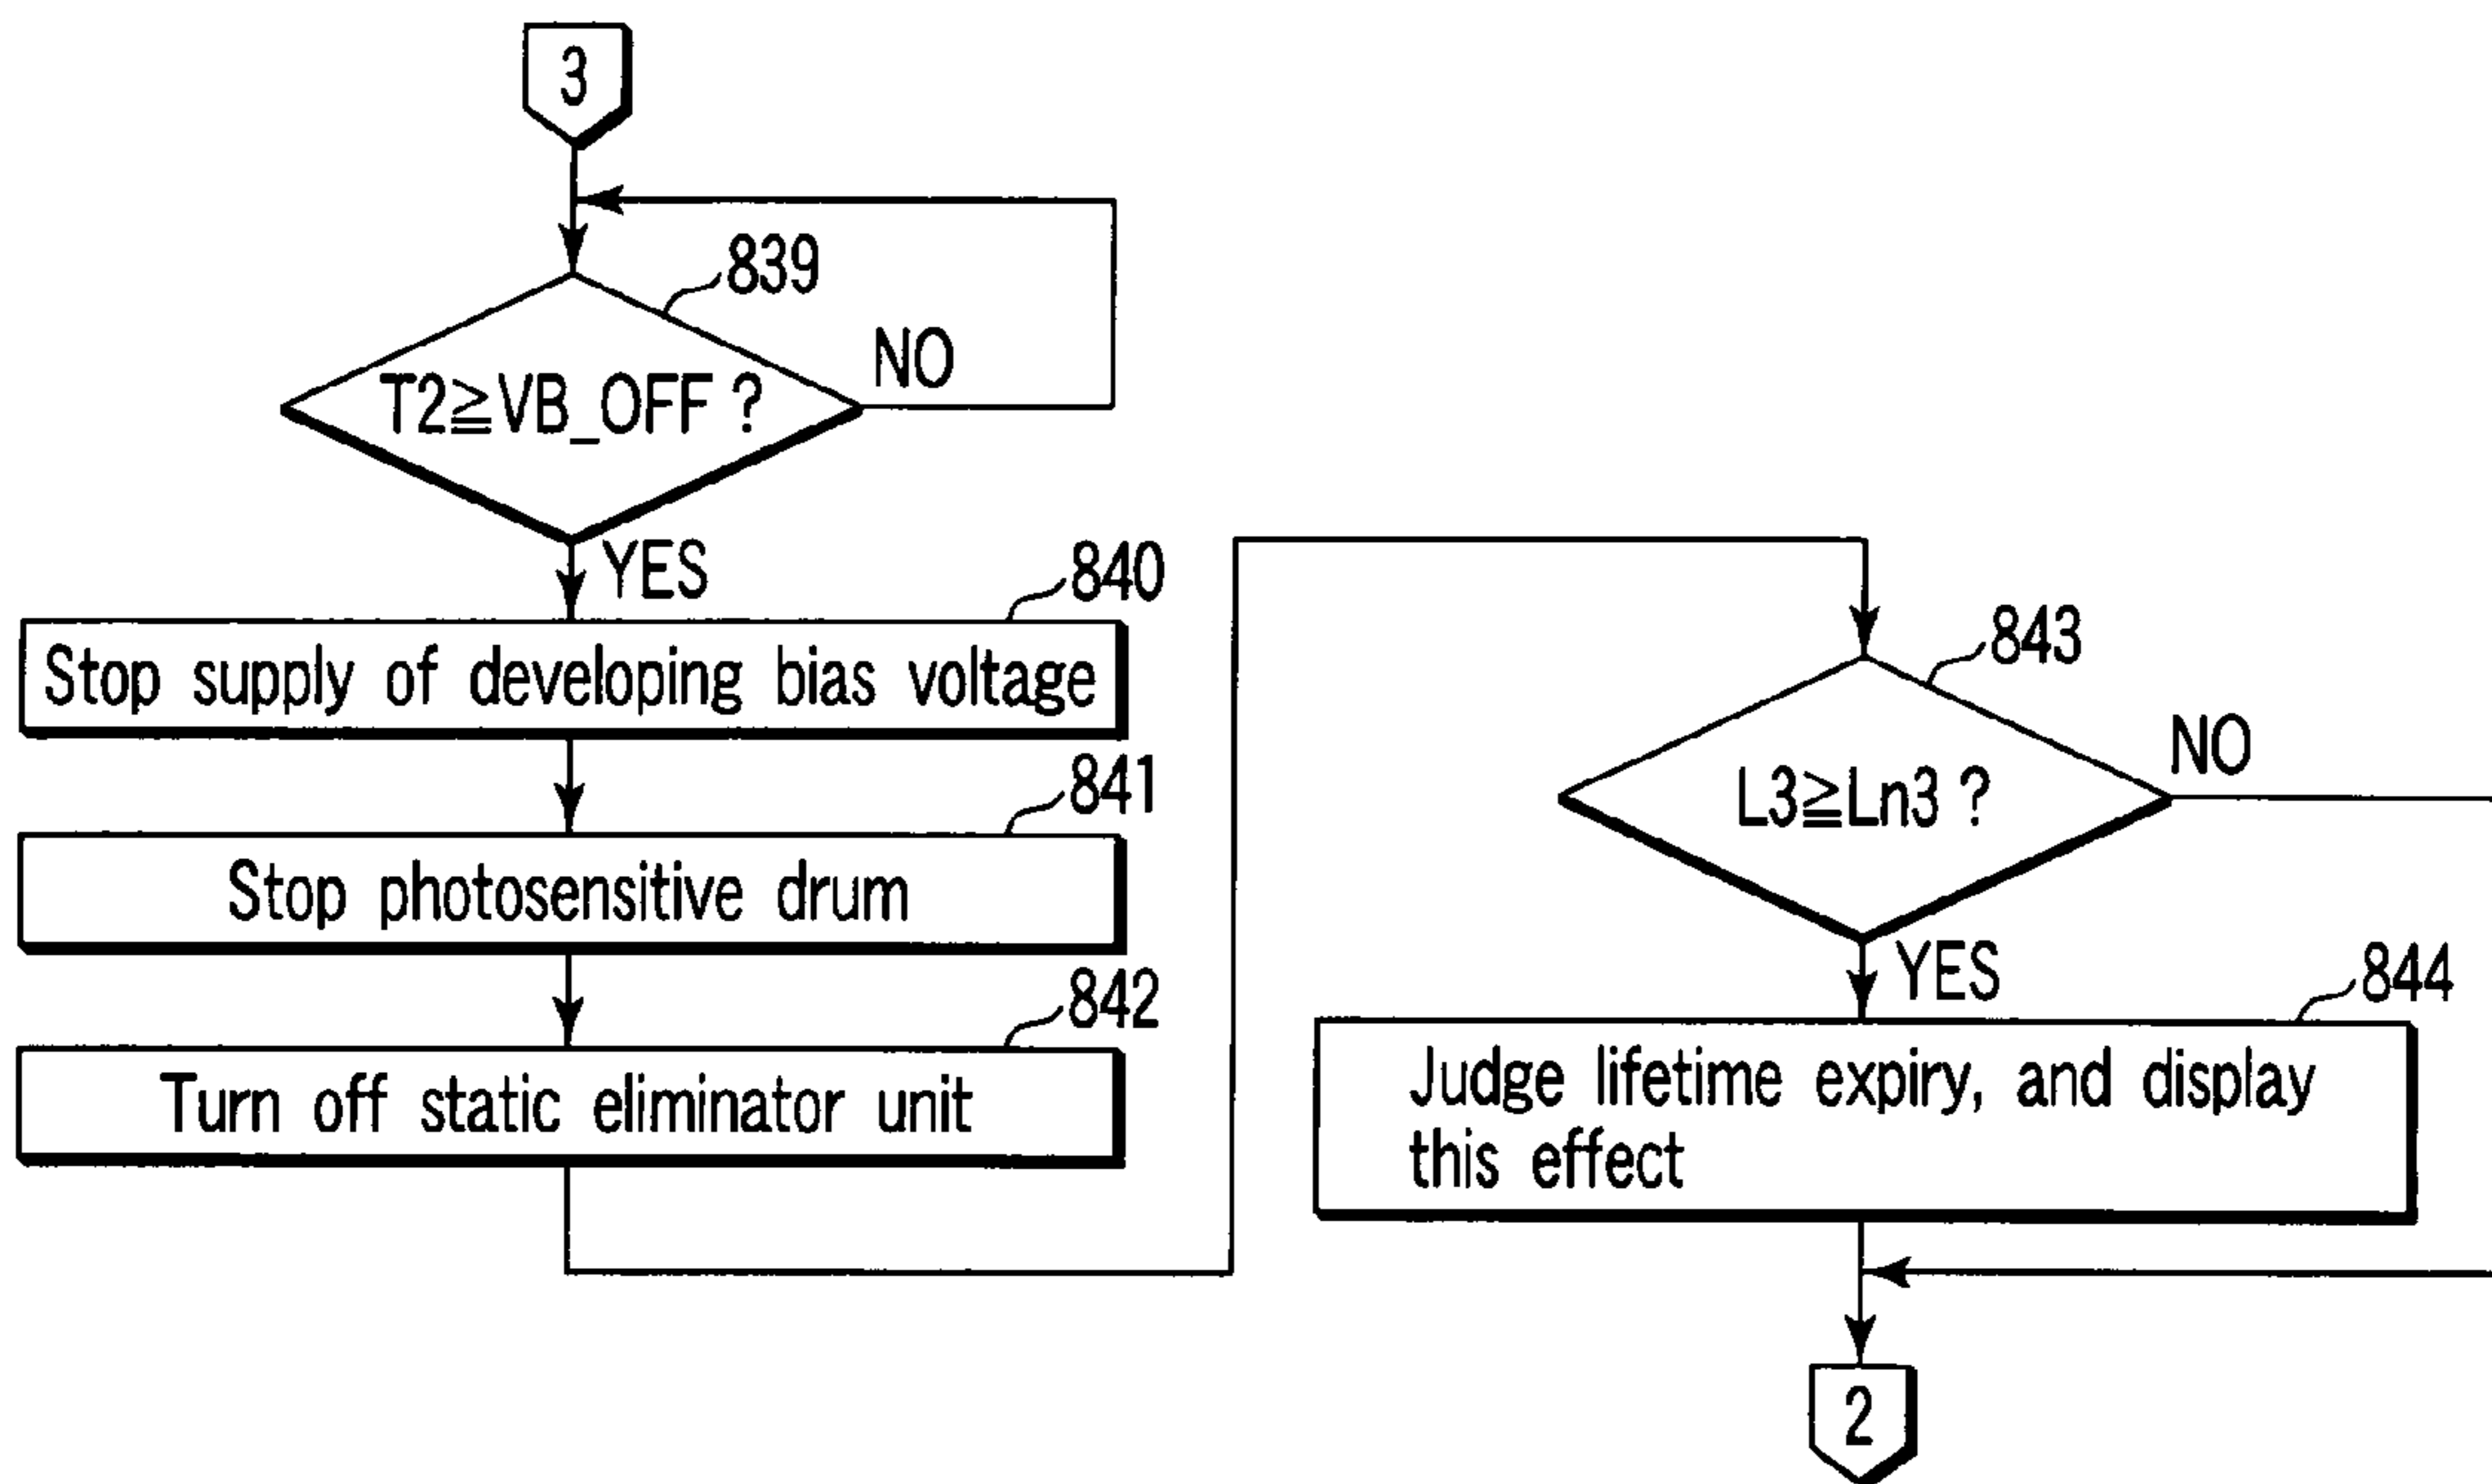 3
839
T2≧VB_OFF ?
NO
YES
840
Stop supply of developing bias voltage
841
Stop photosensitive drum
842
Turn off static eliminator unit
843
L3≧Ln3 ?
NO
YES
844
Judge lifetime expiry, and display
this effect
2